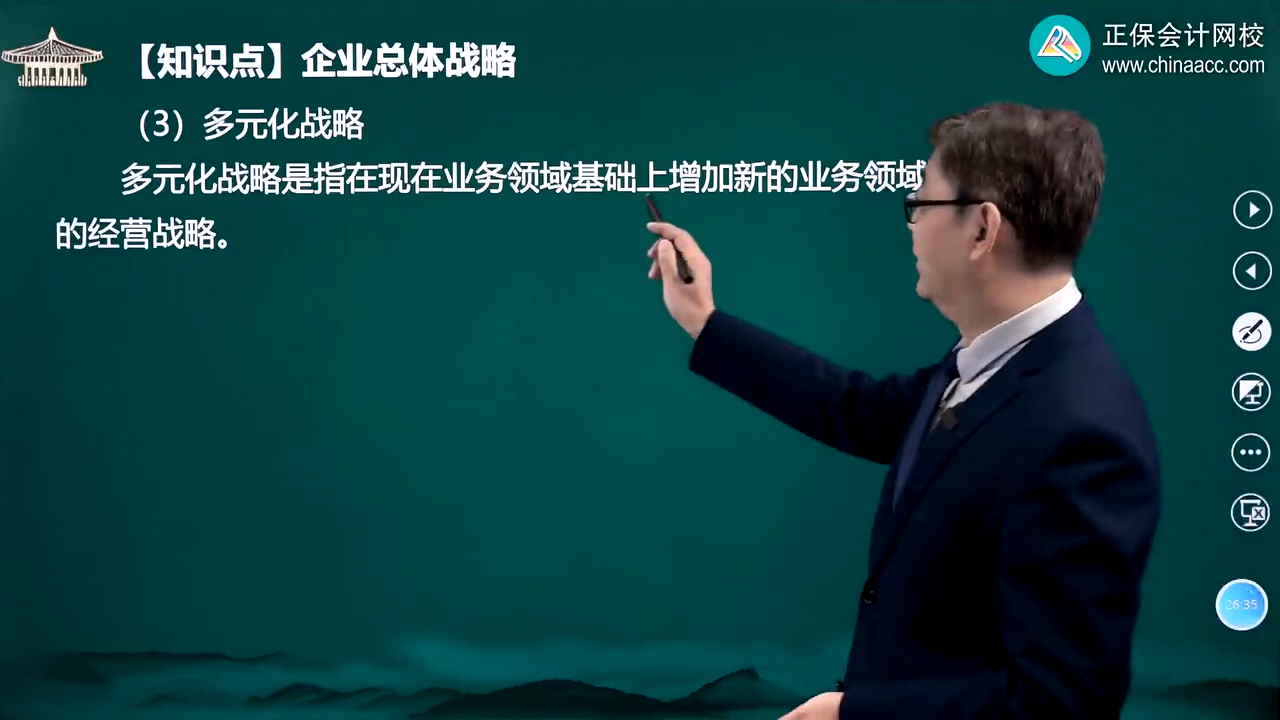 【知识点】企业总体战略
正保会计网校
www.chinaacc.com
（3）多元化战略
多元化战略是指在现在业务领域基础上增加新的业务领域
的经营战略。
26:35